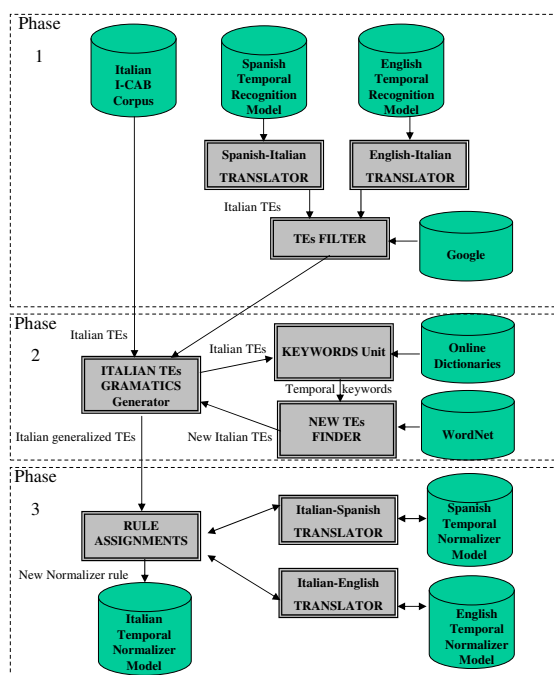 Phase
1
Italian
I-CAB
Corpus
Spanish
Temporal
Recognition
Model
English
Temporal
Recognition
Model
Spanish-Italian
TRANSLATOR
English-Italian
TRANSLATOR
Italian TEs
TEs FILTER
Google
Phase
2
Italian TEs
Italian TEs
KEYWORDS Unit
Online
Dictionaries
ITALIAN TEs
GRAMATICS
Generator
Temporal keywords
Italian generalized TEs
New Italian TEs
NEW TEs
FINDER
WordNet
Phase
3
RULE
ASSIGNMENTS
Italian-Spanish
TRANSLATOR
Spanish
Temporal
Normalizer
Model
New Normalizer rule
Italian-English
TRANSLATOR
Italian
Temporal
Normalizer
Model
English
Temporal
Normalizer
Model